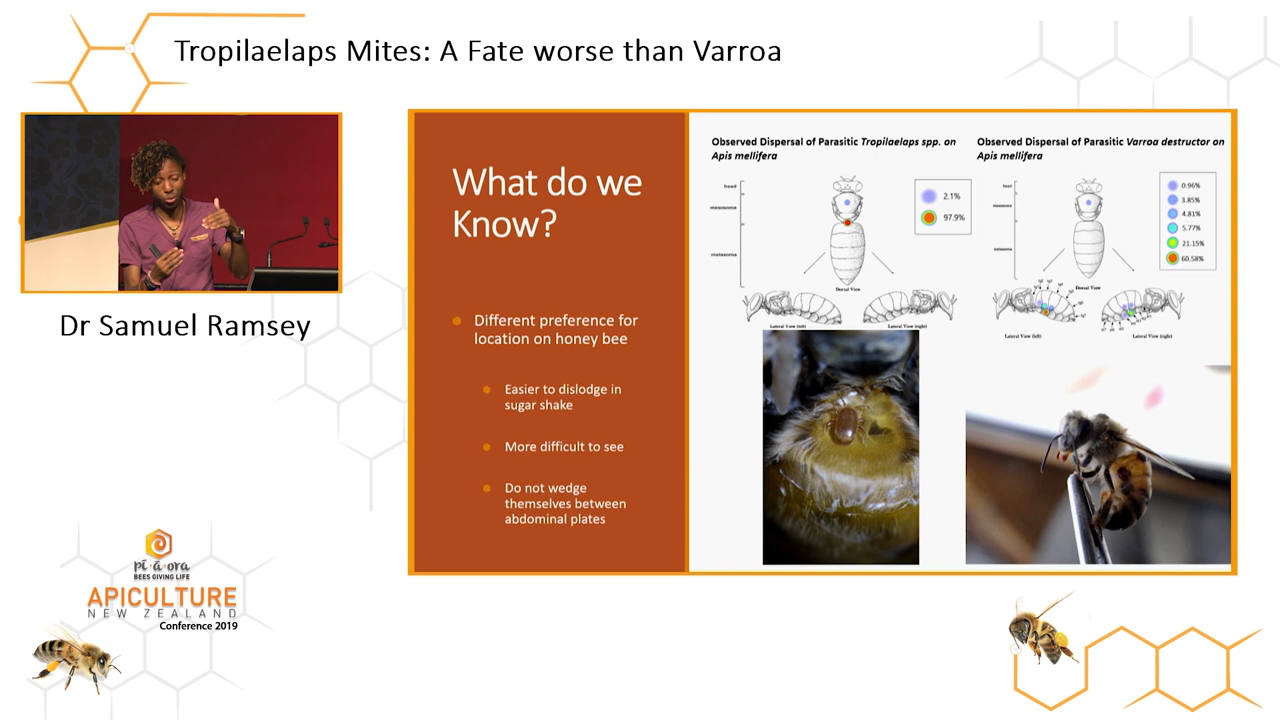 Tropilaelaps Mites: A Fate worse than Varroa
Dr Samuel Ramsey
What do we
Know?
Different preference for
location on honey bee
Easier to dislodge in
sugar shake
More difficult to see
Do not wedge
themselves between
abdominal plates
Observed Dispersal of Parasitic Tropilaelaps spp. on
Apis mellifera
head
mesosoma
metasoma
2.1%
97.9%
Dorsal View
Lateral View (left)
Lateral View (right)
Observed Dispersal of Parasitic Varroa destructor on
Apis mellifera
0.96%
3.85%
4.81%
5.77%
21.15%
60.58%
Dorsal View
Lateral View (left)
Lateral View (right)
pī·ā·ora
BEES GIVING LIFE
APICULTURE
NEW ZEALAND
Conference 2019